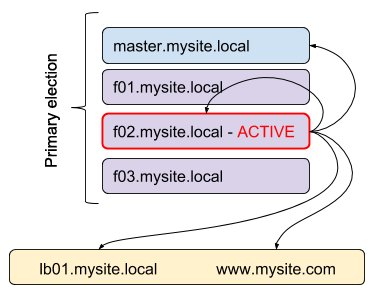 Primary election
master.mysite.local
f01.mysite.local
f02.mysite.local - ACTIVE
f03.mysite.local
lb01.mysite.local www.mysite.com